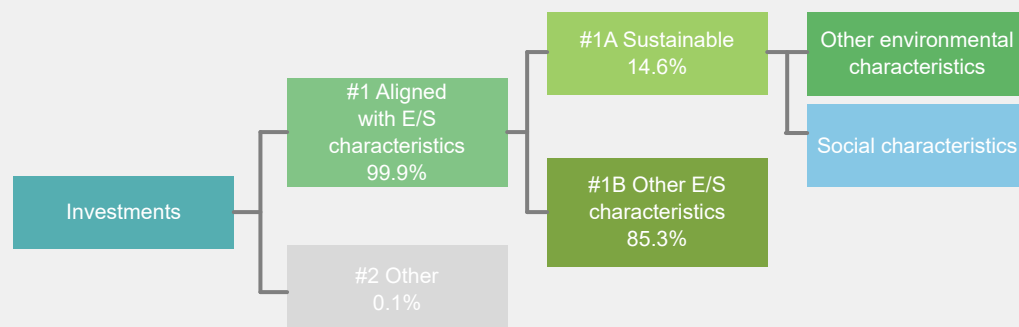 Investments
#1 Aligned
with E/S
characteristics
99.9%
#2 Other
0.1%
#1A Sustainable
14.6%
#1B Other E/S
characteristics
85.3%
Other environmental
characteristics
Social characteristics